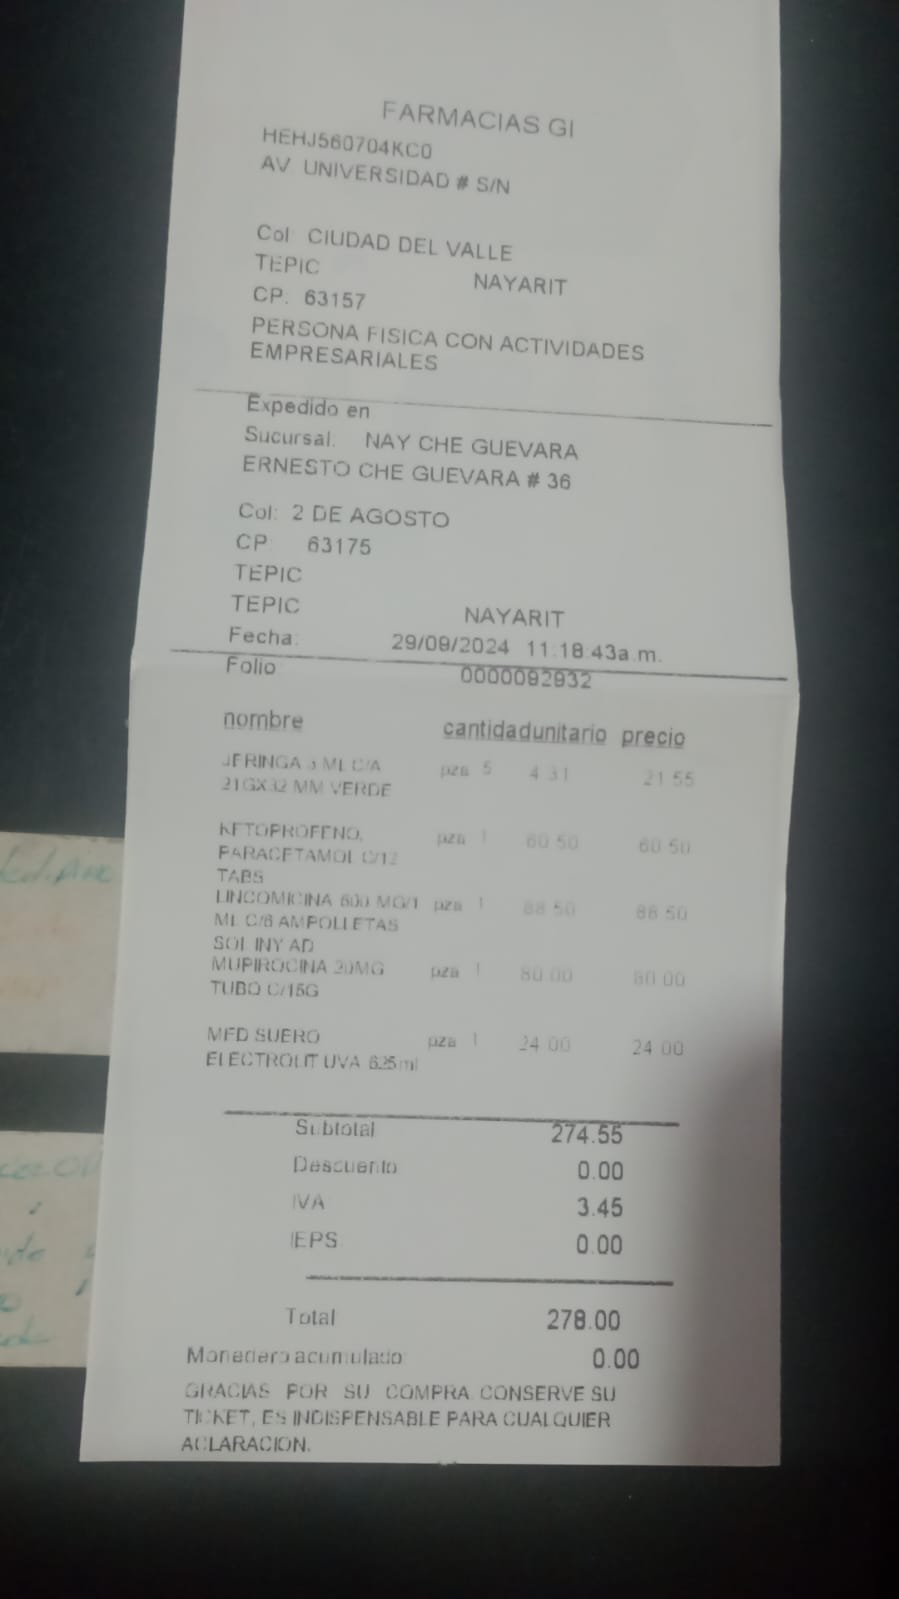 FARMACIAS GI
HEHJ560704KC0
AV UNIVERSIDAD # S/N
Col CIUDAD DEL VALLE
TEPIC NAYARIT
CP. 63157
PERSONA FISICA CON ACTIVIDADES
EMPRESARIALES
Expedido en
Sucursal. NAY CHE GUEVARA
ERNESTO CHE GUEVARA # 36
Col: 2 DE AGOSTO
CP 63175
TEPIC
TEPIC NAYARIT
Fecha: 29/09/2024 11:18:43a.m.
Folio 0000092932
nombre cantidad unitario precio
JERINGA 3 ML C/A pza 5 4.31 21.55
21GX32 MM VERDE
KETOPROFENO, pza 1 60.50 60.50
PARACETAMOL C/12
TABS
LINCOMICINA 600 MG/1 pza 1 88.50 88.50
ML C/6 AMPOLLETAS
SOL INY AD
MUPIROCINA 20MG pza 1 80.00 80.00
TUBO C/15G
MED SUERO pza 1 24.00 24.00
ELECTROLIT UVA 625ml
Subtotal 274.55
Descuento 0.00
IVA 3.45
IEPS 0.00
Total 278.00
Monedero acumulado 0.00
GRACIAS POR SU COMPRA CONSERVE SU
TICKET, ES INDISPENSABLE PARA CUALQUIER
ACLARACION.